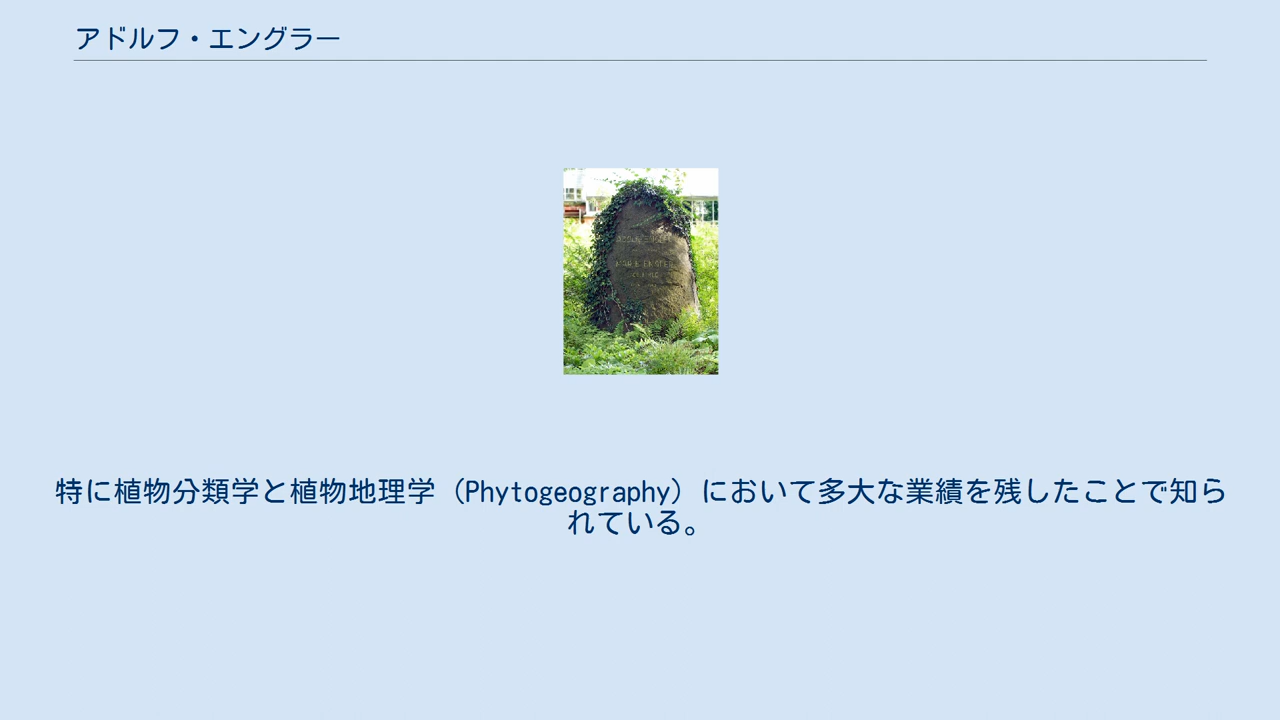 アドルフ・エングラー
特に植物分類学と植物地理学（Phytogeography）において多大な業績を残したことで知ら
れている。